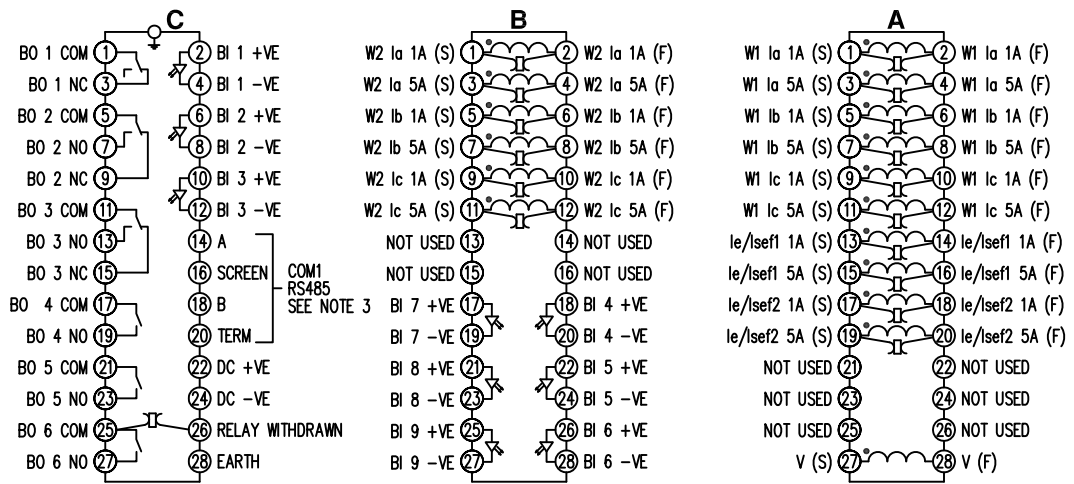 C
BO 1 COM 1 2 BI 1 +VE
BO 1 NC 3 4 BI 1 -VE
BO 2 COM 5 6 BI 2 +VE
BO 2 NO 7 8 BI 2 -VE
BO 2 NC 9 10 BI 3 +VE
BO 3 COM 11 12 BI 3 -VE
BO 3 NO 13 14 A
BO 3 NC 15 16 SCREEN
BO 4 COM 17 18 B
BO 4 NO 19 20 TERM
COM1
RS485
SEE NOTE 3
BO 5 COM 21 22 DC +VE
BO 5 NO 23 24 DC -VE
BO 6 COM 25 26 RELAY WITHDRAWN
BO 6 NO 27 28 EARTH
B
W2 Ia 1A (S) 1 2 W2 Ia 1A (F)
W2 Ia 5A (S) 3 4 W2 Ia 5A (F)
W2 Ib 1A (S) 5 6 W2 Ib 1A (F)
W2 Ib 5A (S) 7 8 W2 Ib 5A (F)
W2 Ic 1A (S) 9 10 W2 Ic 1A (F)
W2 Ic 5A (S) 11 12 W2 Ic 5A (F)
NOT USED 13 14 NOT USED
NOT USED 15 16 NOT USED
BI 7 +VE 17 18 BI 4 +VE
BI 7 -VE 19 20 BI 4 -VE
BI 8 +VE 21 22 BI 5 +VE
BI 8 -VE 23 24 BI 5 -VE
BI 9 +VE 25 26 BI 6 +VE
BI 9 -VE 27 28 BI 6 -VE
A
W1 Ia 1A (S) 1 2 W1 Ia 1A (F)
W1 Ia 5A (S) 3 4 W1 Ia 5A (F)
W1 Ib 1A (S) 5 6 W1 Ib 1A (F)
W1 Ib 5A (S) 7 8 W1 Ib 5A (F)
W1 Ic 1A (S) 9 10 W1 Ic 1A (F)
W1 Ic 5A (S) 11 12 W1 Ic 5A (F)
Ie/Isef1 1A (S) 13 14 Ie/Isef1 1A (F)
Ie/Isef1 5A (S) 15 16 Ie/Isef1 5A (F)
Ie/Isef2 1A (S) 17 18 Ie/Isef2 1A (F)
Ie/Isef2 5A (S) 19 20 Ie/Isef2 5A (F)
NOT USED 21 22 NOT USED
NOT USED 23 24 NOT USED
NOT USED 25 26 NOT USED
V (S) 27 28 V (F)